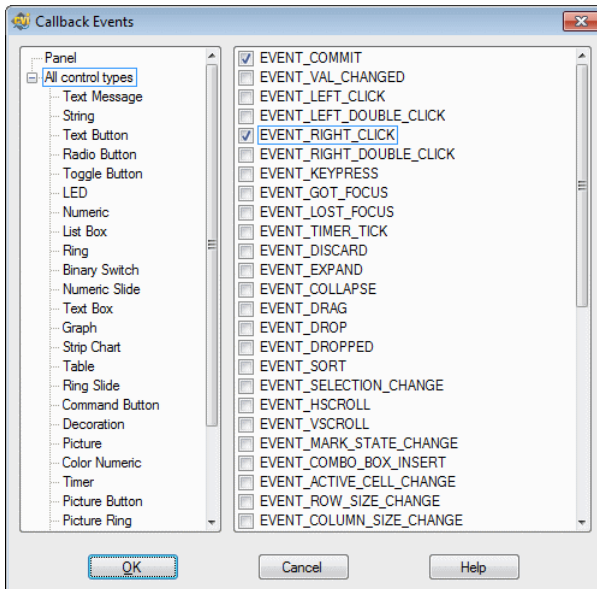 CVI Callback Events
Panel
All control types
Text Message
String
Text Button
Radio Button
Toggle Button
LED
Numeric
List Box
Ring
Binary Switch
Numeric Slide
Text Box
Graph
Strip Chart
Table
Ring Slide
Command Button
Decoration
Picture
Color Numeric
Timer
Picture Button
Picture Ring
EVENT_COMMIT
EVENT_VAL_CHANGED
EVENT_LEFT_CLICK
EVENT_LEFT_DOUBLE_CLICK
EVENT_RIGHT_CLICK
EVENT_RIGHT_DOUBLE_CLICK
EVENT_KEYPRESS
EVENT_GOT_FOCUS
EVENT_LOST_FOCUS
EVENT_TIMER_TICK
EVENT_DISCARD
EVENT_EXPAND
EVENT_COLLAPSE
EVENT_DRAG
EVENT_DROP
EVENT_DROPPED
EVENT_SORT
EVENT_SELECTION_CHANGE
EVENT_HSCROLL
EVENT_VSCROLL
EVENT_MARK_STATE_CHANGE
EVENT_COMBO_BOX_INSERT
EVENT_ACTIVE_CELL_CHANGE
EVENT_ROW_SIZE_CHANGE
EVENT_COLUMN_SIZE_CHANGE
OK Cancel Help